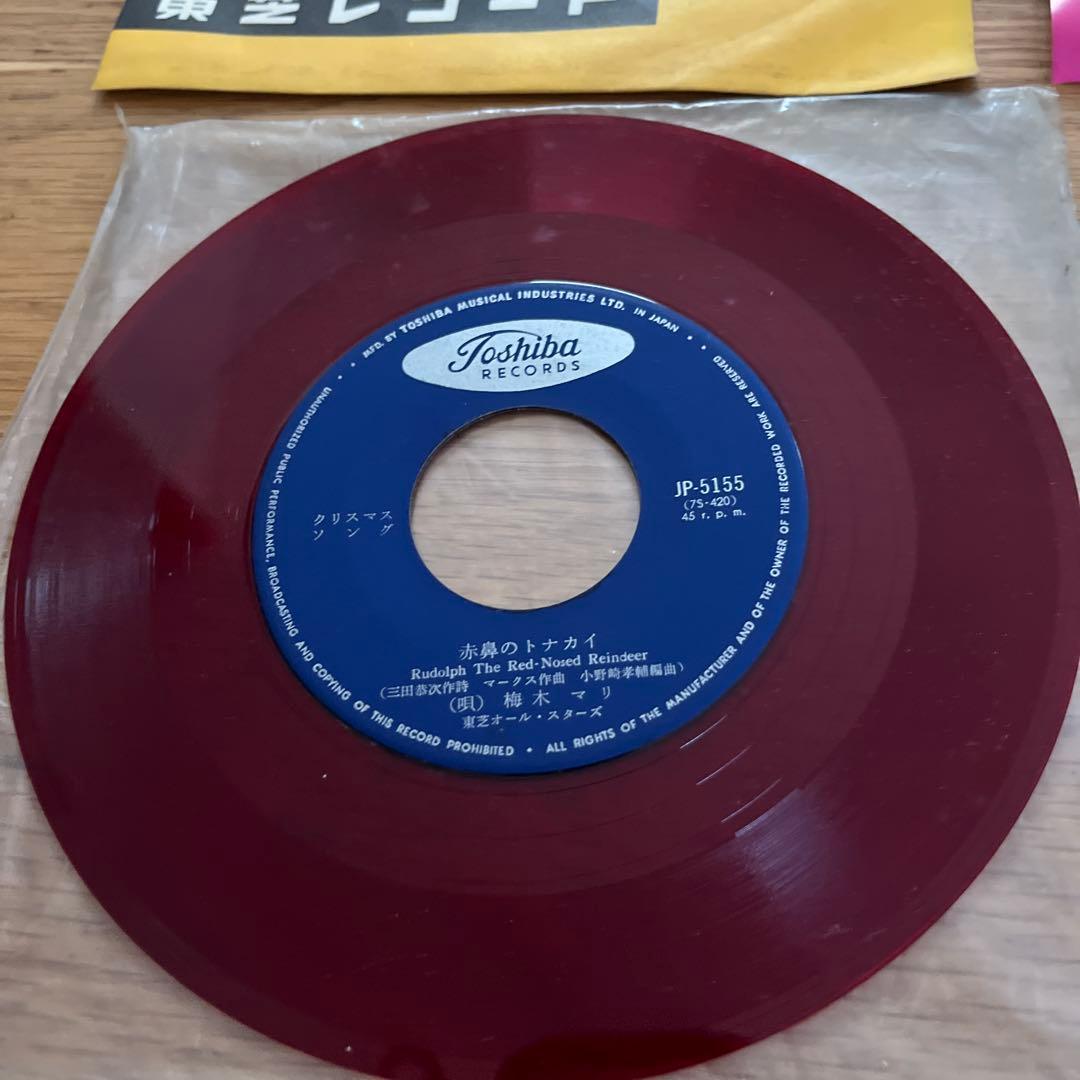 東芝レコード
MFD. BY TOSHIBA MUSICAL INDUSTRIES LTD. IN JAPAN
Toshiba
RECORDS
JP-5155
(7S-420)
45 r. p. m.
クリスマス
ソング
赤鼻のトナカイ
Rudolph The Red-Nosed Reindeer
(三田恭次作詩 マークス作曲 小野崎孝輔編曲)
(唄) 梅木マリ
東芝オール・スターズ
UNAUTHORIZED PUBLIC PERFORMANCE, BROADCASTING AND COPYING OF THIS RECORD PROHIBITED • ALL RIGHTS OF THE MANUFACTURER AND OF THE OWNER OF THE RECORDED WORK ARE RESERVED